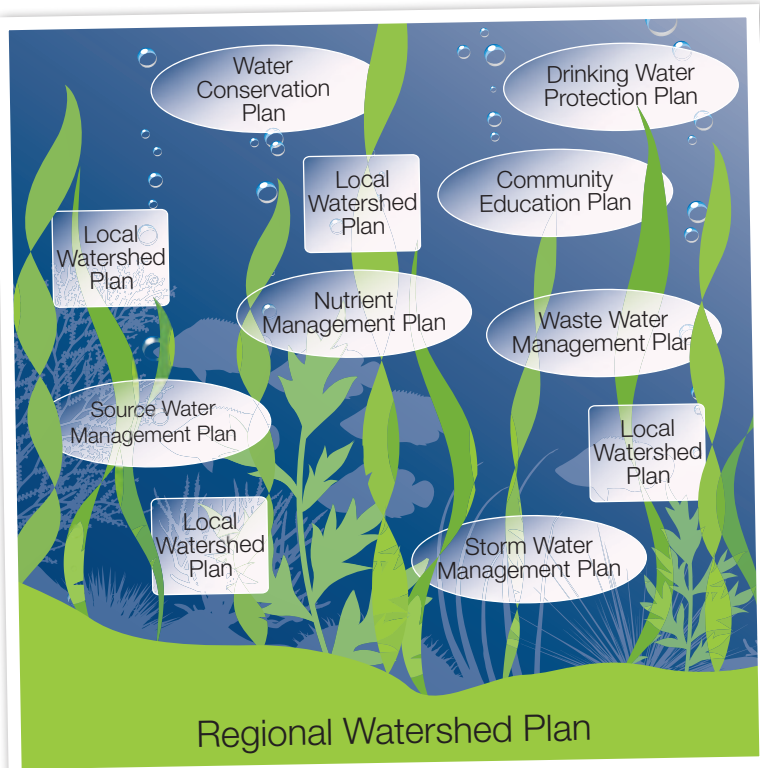 Water
Conservation
Plan
Drinking Water
Protection Plan
Local
Watershed
Plan
Community
Education Plan
Local
Watershed
Plan
Nutrient
Management Plan
Waste Water
Management Plan
Source Water
Management Plan
Local
Watershed
Plan
Local
Watershed
Plan
Storm Water
Management Plan
Regional Watershed Plan